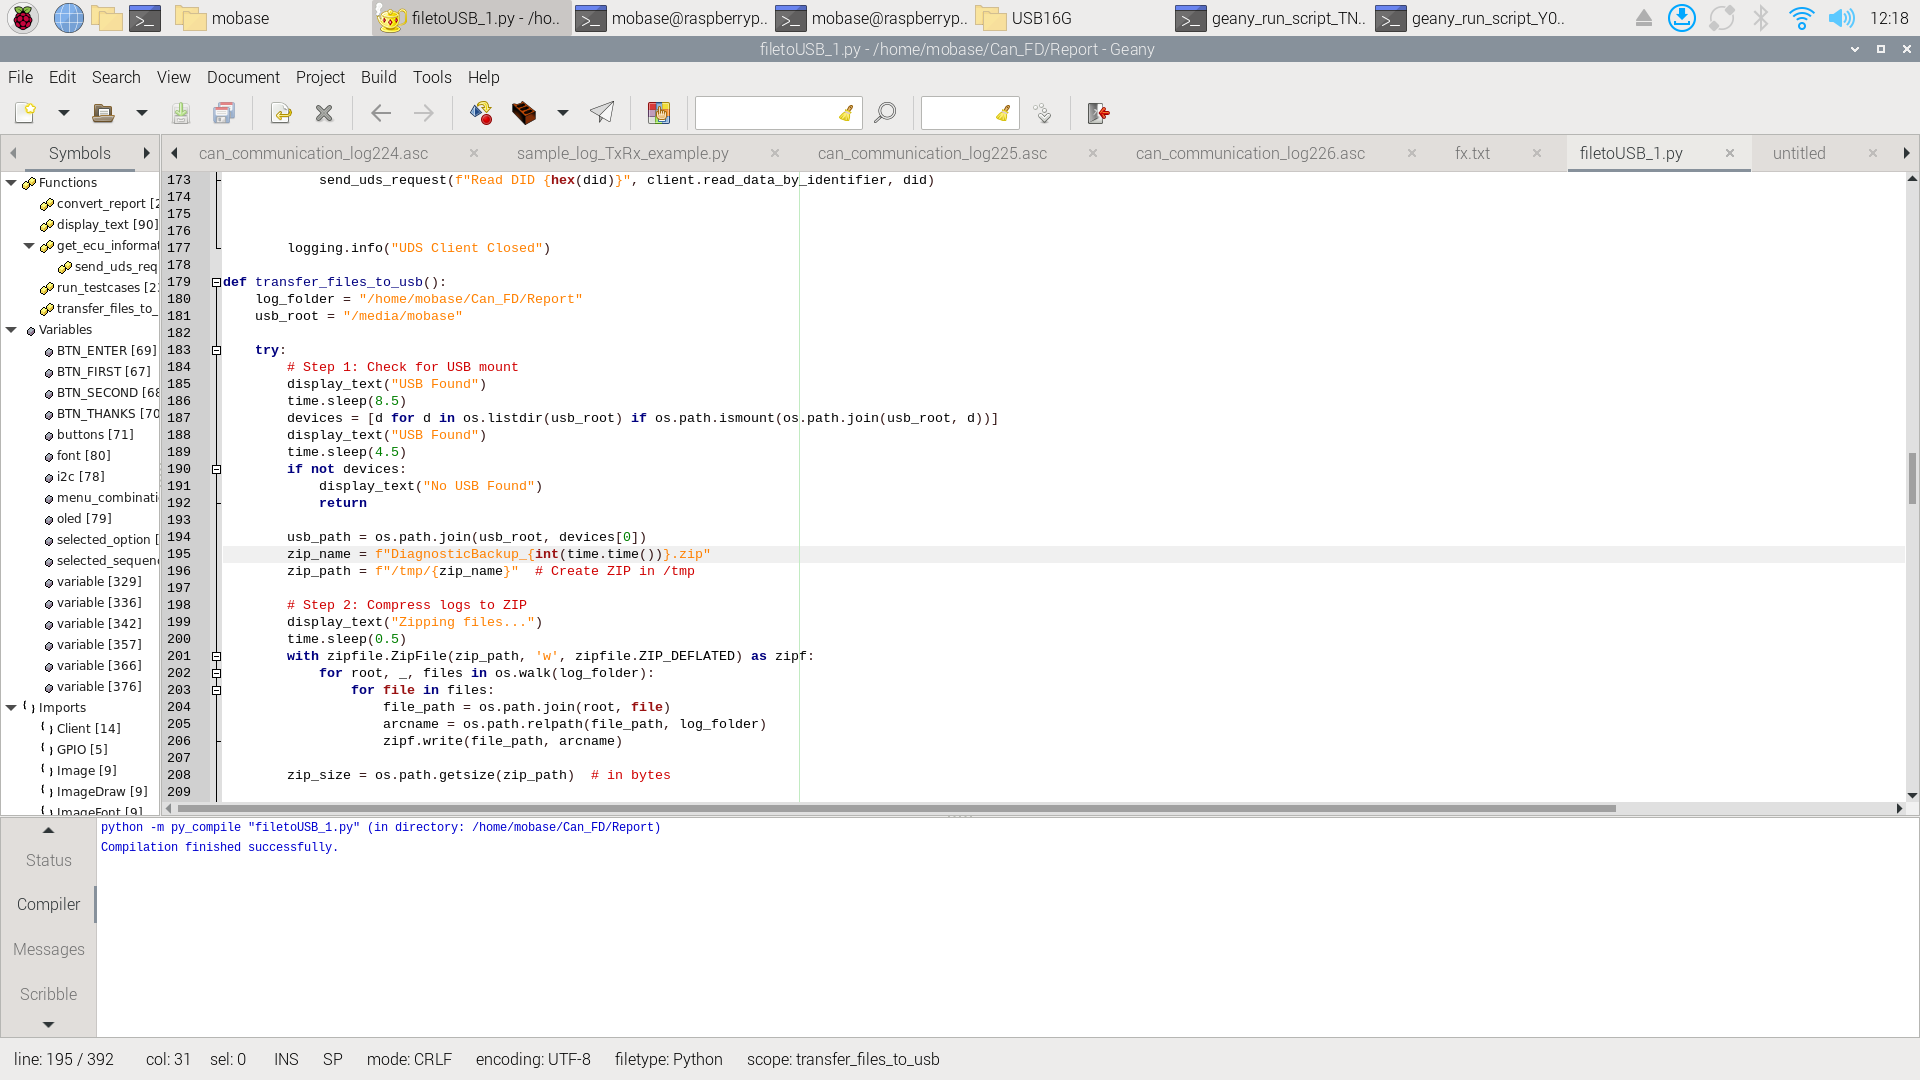 mobase
filetoUSB_1.py - /ho..
mobase@raspberryp..
mobase@raspberryp..
USB16G
geany_run_script_TN..
geany_run_script_Y0..
12:18
filetoUSB_1.py - /home/mobase/Can_FD/Report - Geany
File Edit Search View Document Project Build Tools Help
Symbols
can_communication_log224.asc
sample_log_TxRx_example.py
can_communication_log225.asc
can_communication_log226.asc
fx.txt
filetoUSB_1.py
untitled
Functions
convert_report [2
display_text [90]
get_ecu_informat
send_uds_req
run_testcases [23
transfer_files_to_
Variables
BTN_ENTER [69]
BTN_FIRST [67]
BTN_SECOND [68
BTN_THANKS [70
buttons [71]
font [80]
i2c [78]
menu_combinati
oled [79]
selected_option [
selected_sequen
variable [329]
variable [336]
variable [342]
variable [357]
variable [366]
variable [376]
Imports
Client [14]
GPIO [5]
Image [9]
ImageDraw [9]
ImageFont [9]
173 send_uds_request(f"Read DID {hex(did)}", client.read_data_by_identifier, did)
174
175
176
177 logging.info("UDS Client Closed")
178
179 def transfer_files_to_usb():
180 log_folder = "/home/mobase/Can_FD/Report"
181 usb_root = "/media/mobase"
182
183 try:
184 # Step 1: Check for USB mount
185 display_text("USB Found")
186 time.sleep(8.5)
187 devices = [d for d in os.listdir(usb_root) if os.path.ismount(os.path.join(usb_root, d))]
188 display_text("USB Found")
189 time.sleep(4.5)
190 if not devices:
191 display_text("No USB Found")
192 return
193
194 usb_path = os.path.join(usb_root, devices[0])
195 zip_name = f"DiagnosticBackup_{int(time.time())}.zip"
196 zip_path = f"/tmp/{zip_name}"  # Create ZIP in /tmp
197
198 # Step 2: Compress logs to ZIP
199 display_text("Zipping files...")
200 time.sleep(0.5)
201 with zipfile.ZipFile(zip_path, 'w', zipfile.ZIP_DEFLATED) as zipf:
202 for root, _, files in os.walk(log_folder):
203 for file in files:
204 file_path = os.path.join(root, file)
205 arcname = os.path.relpath(file_path, log_folder)
206 zipf.write(file_path, arcname)
207
208 zip_size = os.path.getsize(zip_path)  # in bytes
209
Status
Compiler
Messages
Scribble
python -m py_compile "filetoUSB_1.py" (in directory: /home/mobase/Can_FD/Report)
Compilation finished successfully.
line: 195 / 392 col: 31 sel: 0 INS SP mode: CRLF encoding: UTF-8 filetype: Python scope: transfer_files_to_usb